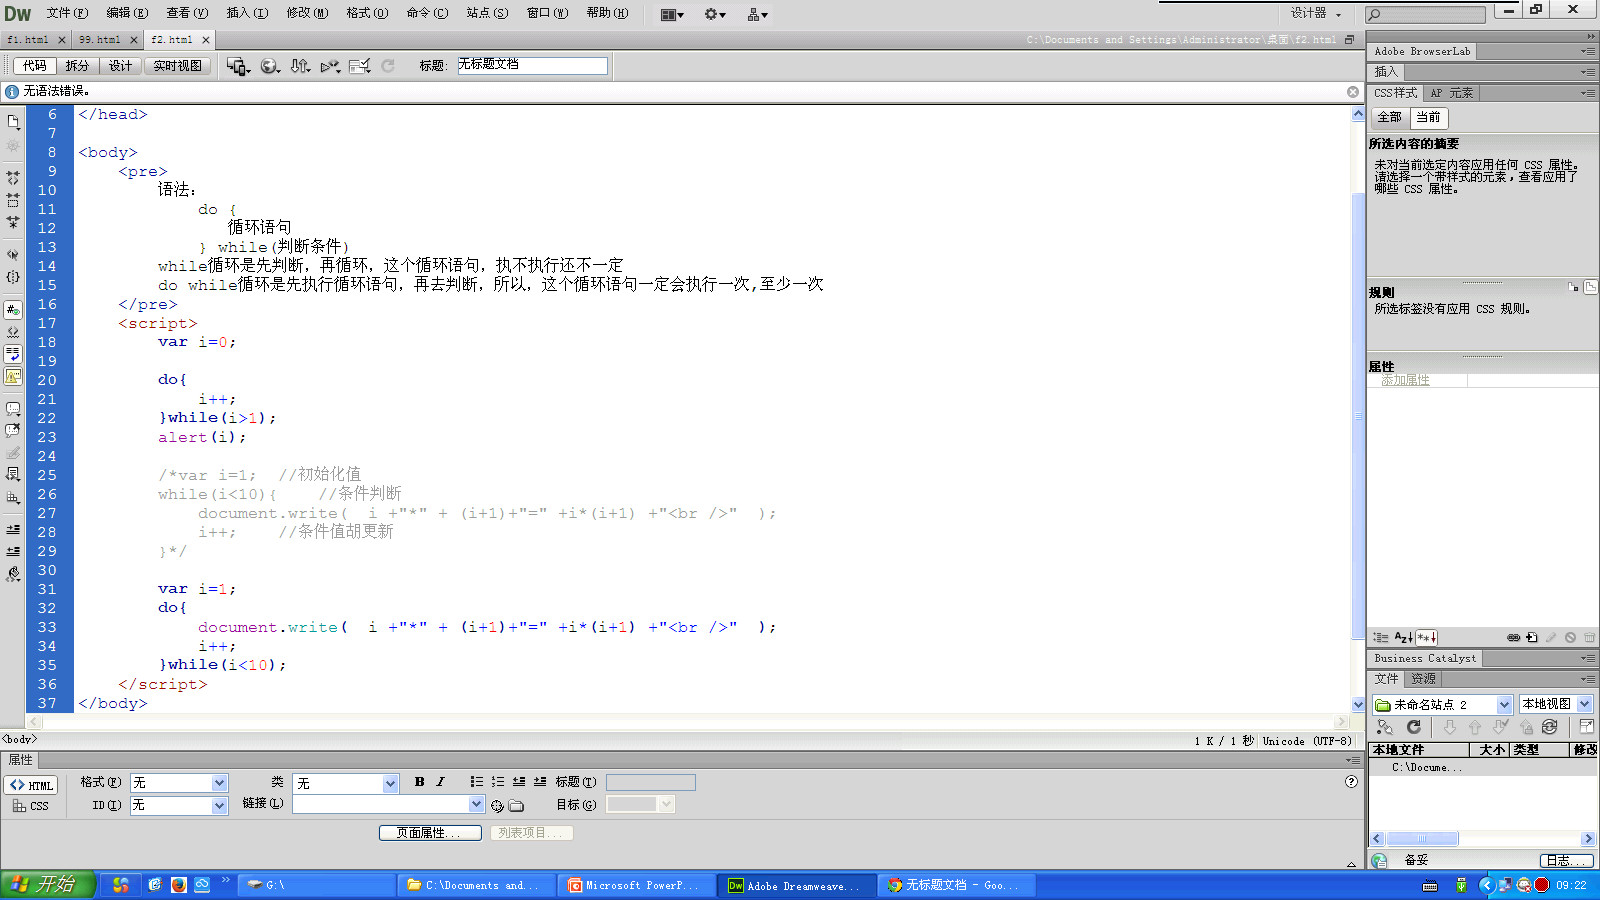 Dw 文件(F) 编辑(E) 查看(V) 插入(I) 修改(M) 格式(O) 命令(C) 站点(S) 窗口(W) 帮助(H) 设计器
f1.html 99.html f2.html C:\Documents and Settings\Administrator\桌面\f2.html
代码 拆分 设计 实时视图 标题: 无标题文档
无语法错误。
6 </head>
7
8 <body>
9 <pre>
10 语法:
11 do {
12 循环语句
13 } while(判断条件)
14 while循环是先判断，再循环，这个循环语句，执不执行还不一定
15 do while循环是先执行循环语句，再去判断，所以，这个循环语句一定会执行一次,至少一次
16 </pre>
17 <script>
18 var i=0;
19
20 do{
21 i++;
22 }while(i>1);
23 alert(i);
24
25 /*var i=1; //初始化值
26 while(i<10){ //条件判断
27 document.write( i +"*" + (i+1)+"=" +i*(i+1) +"<br />" );
28 i++; //条件值胡更新
29 }*/
30
31 var i=1;
32 do{
33 document.write( i +"*" + (i+1)+"=" +i*(i+1) +"<br />" );
34 i++;
35 }while(i<10);
36 </script>
37 </body>
<body> 1 K / 1 秒 Unicode (UTF-8)
属性
<> HTML 格式(F) 无 类 无 B I 标题(T)
CSS ID(I) 无 链接(L) 目标(G)
页面属性... 列表项目...
Adobe BrowserLab
插入
CSS样式 AP 元素
全部 当前
所选内容的摘要
未对当前选定内容应用任何 CSS 属性。
请选择一个带样式的元素，查看应用了
哪些 CSS 属性。
规则
所选标签没有应用 CSS 规则。
属性
添加属性
Business Catalyst
文件 资源
未命名站点 2 本地视图
本地文件 大小 类型 修改
C:\Docume...
备妥 日志...
开始 G:\ C:\Documents and... Microsoft PowerP... Adobe Dreamweave... 无标题文档 - Goo... 09:22